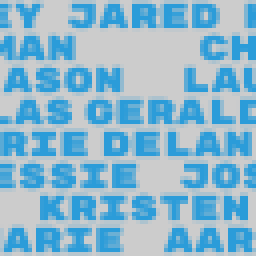 EY JARED
MAN CH
ASON LAU
LAS GERALD
RIE DELAN
ESSIE JOS
KRISTEN
ARIE AAR